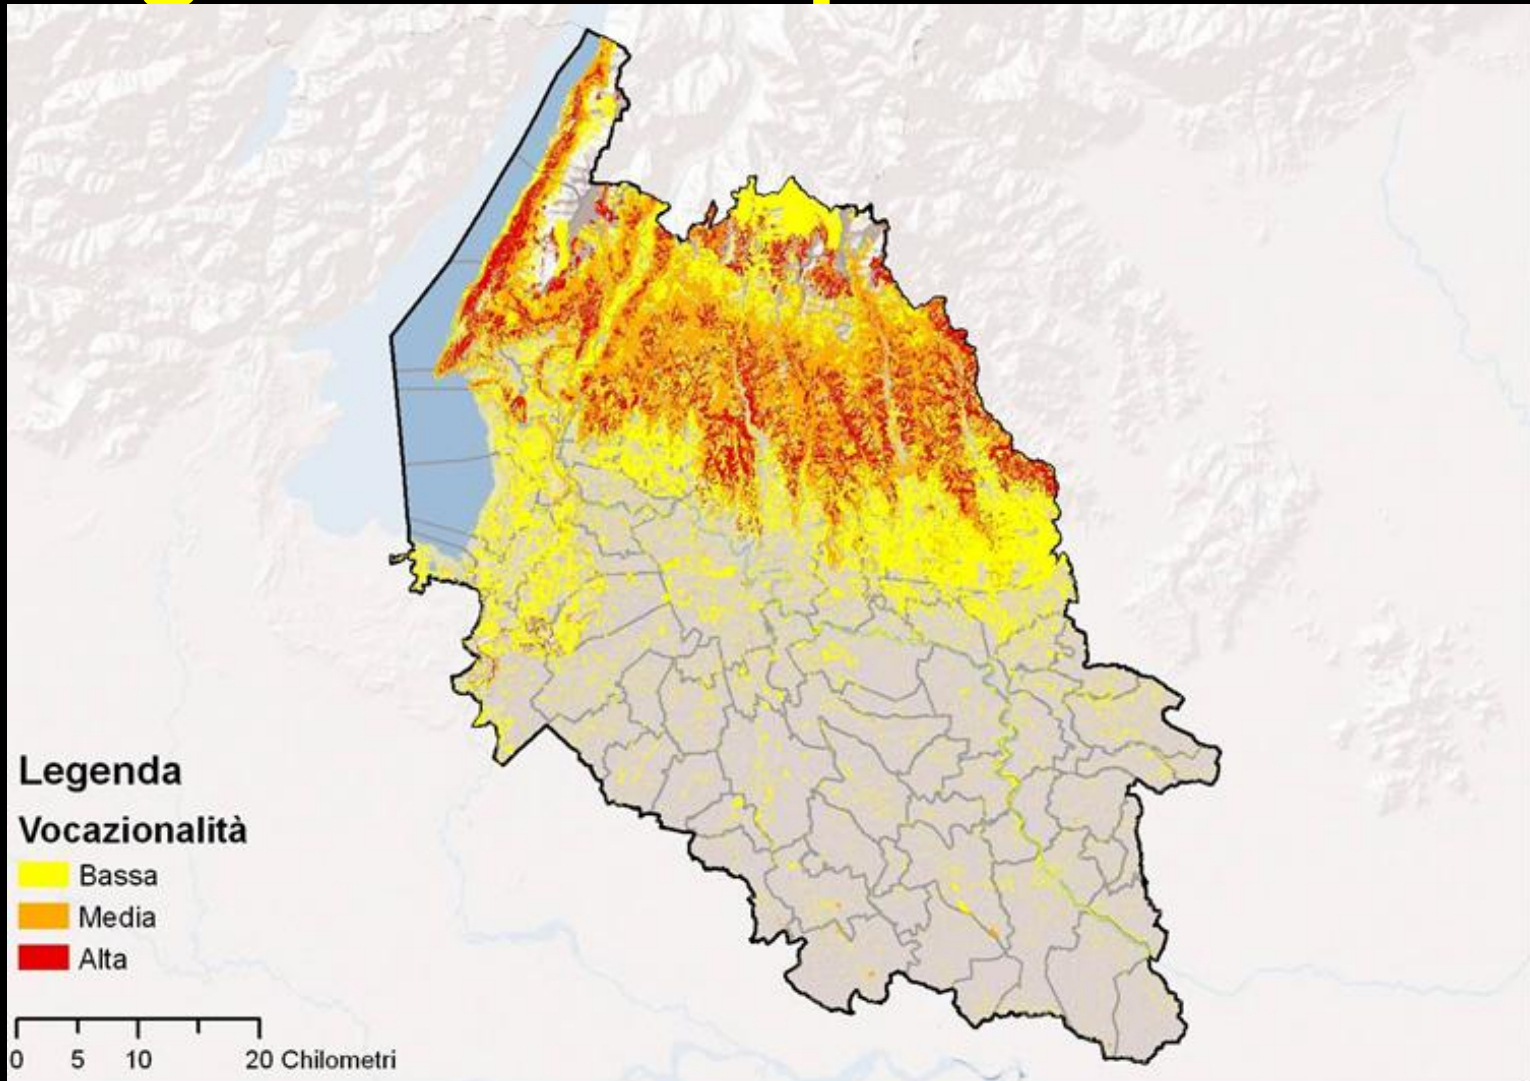 Legenda
Vocazionalità
Bassa
Media
Alta
0 5 10 20 Chilometri